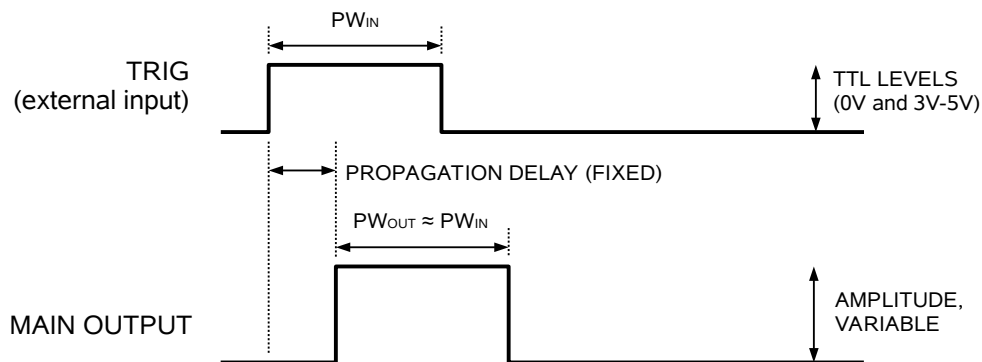 PWIN
TRIG
(external input)
TTL LEVELS
(0V and 3V-5V)
PROPAGATION DELAY (FIXED)
PWOUT ≈ PWIN
MAIN OUTPUT
AMPLITUDE,
VARIABLE